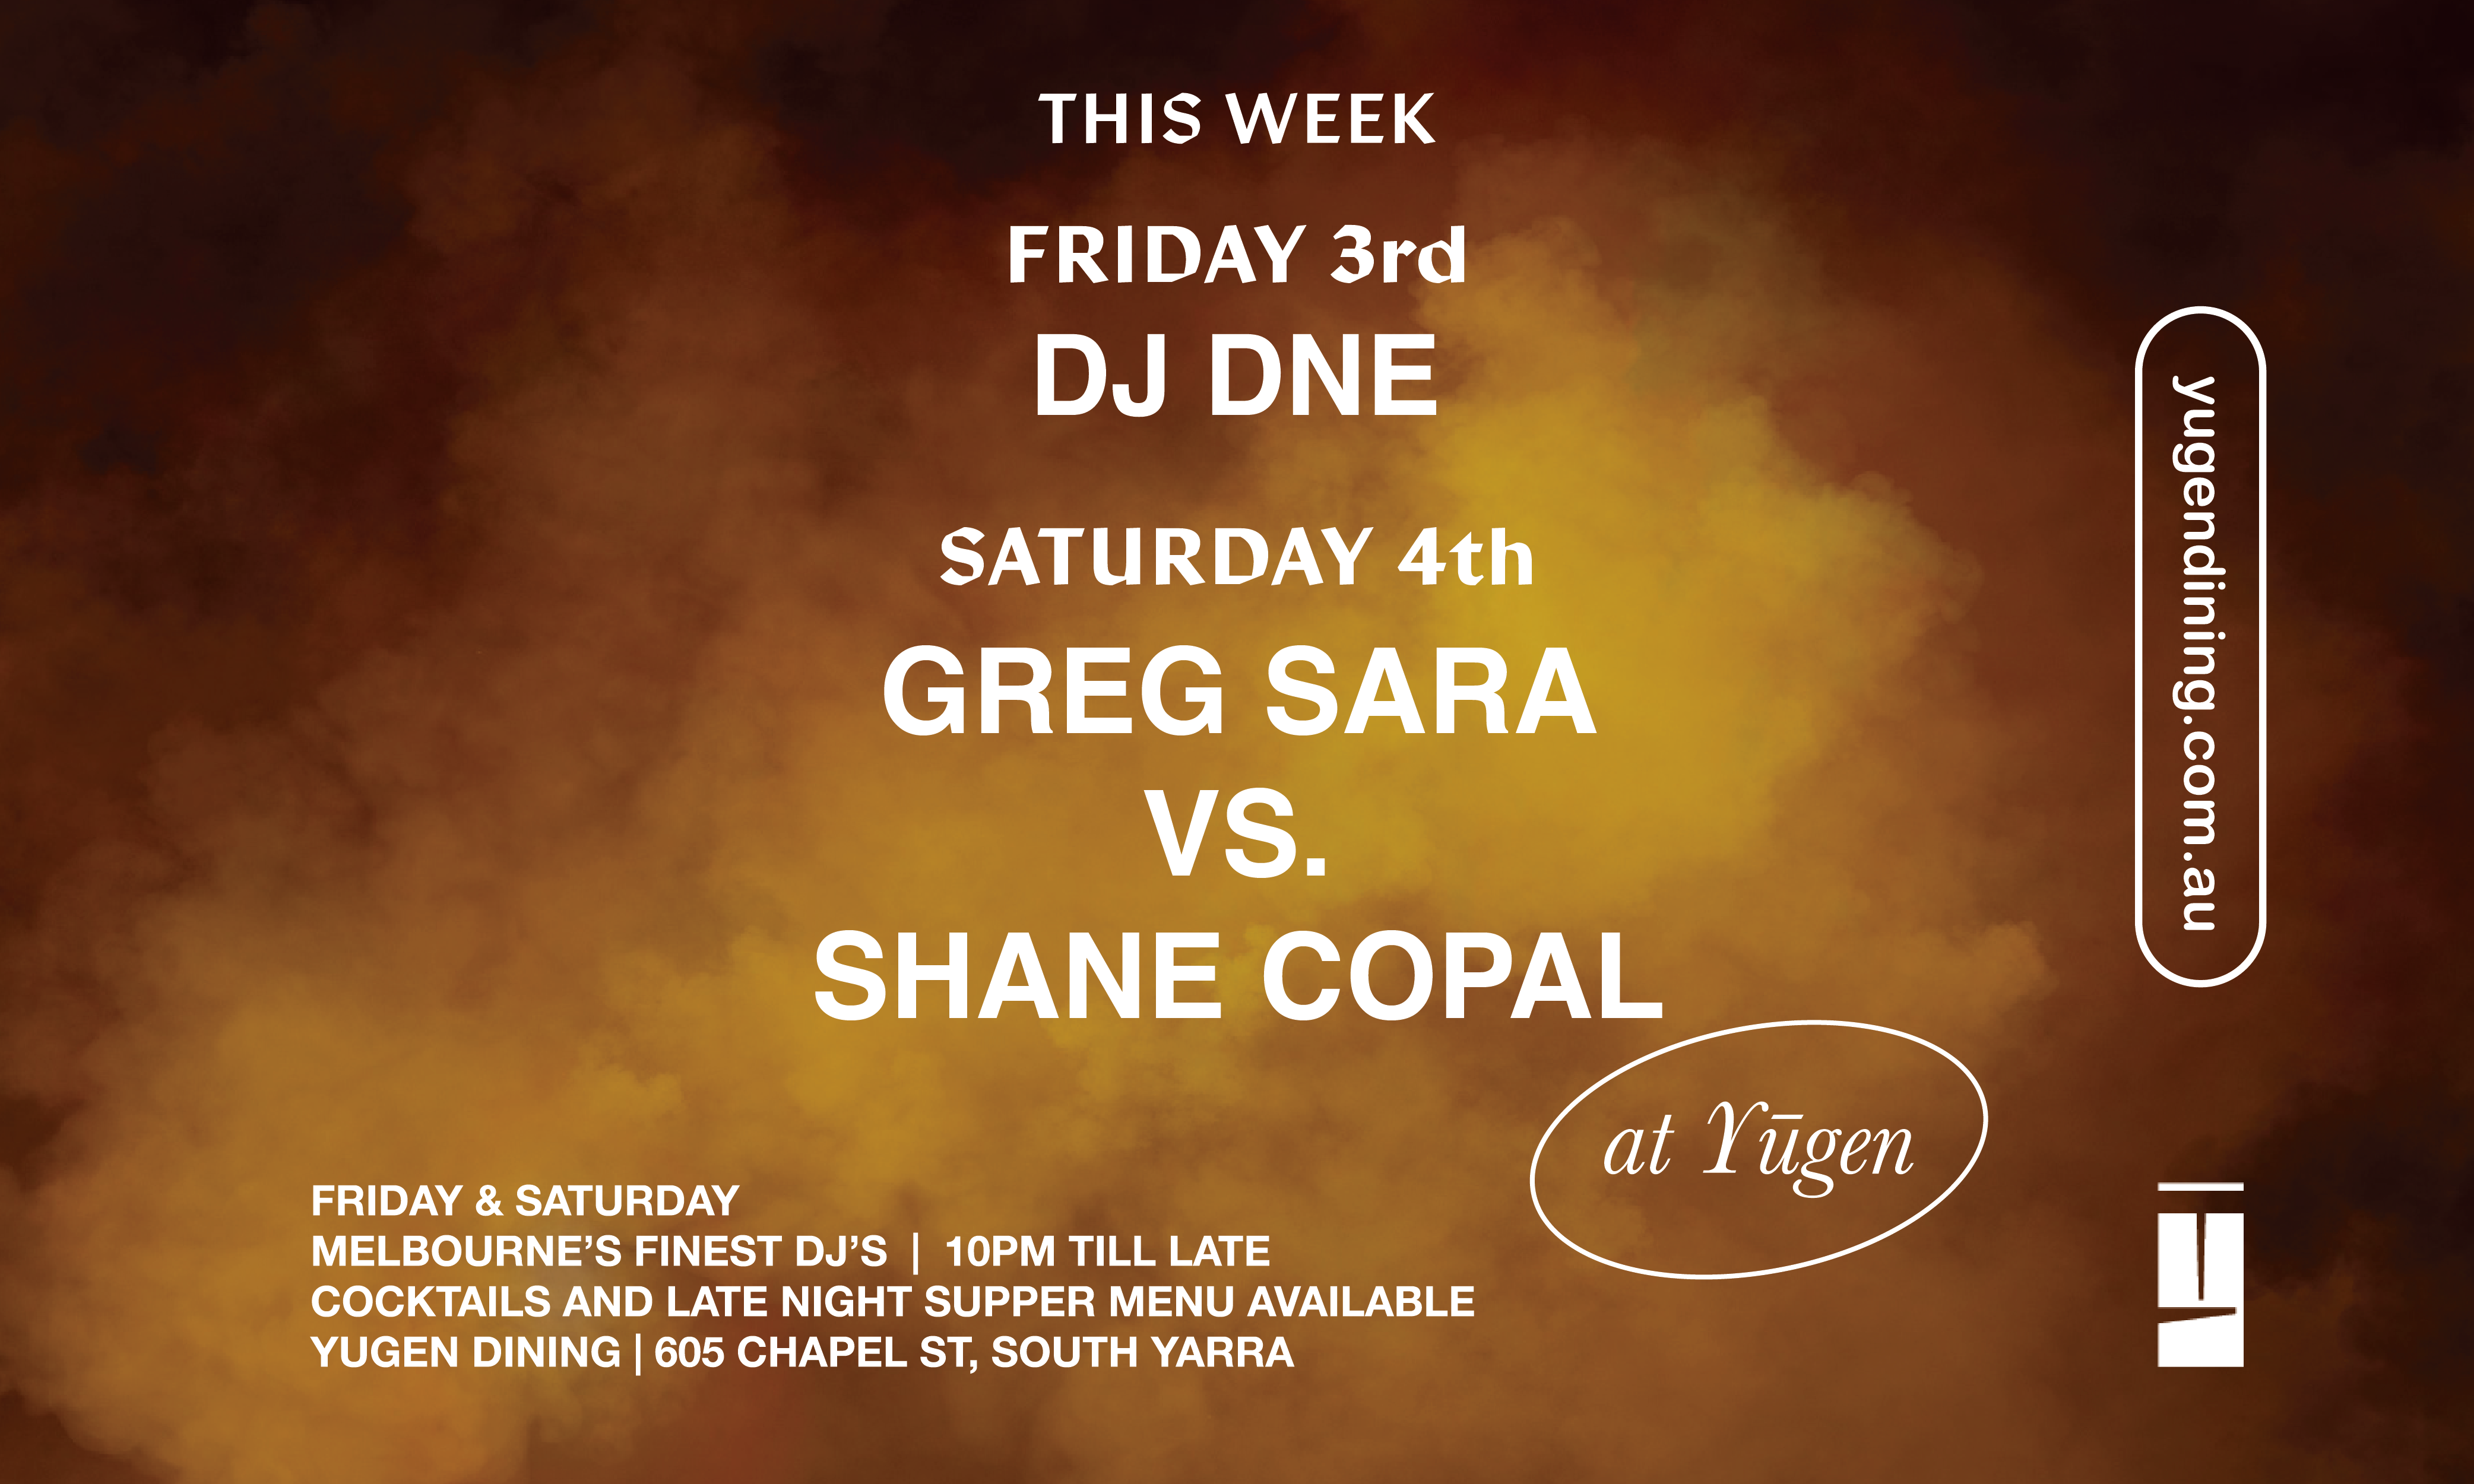 THIS WEEK
FRIDAY 3rd
DJ DNE
SATURDAY 4th
GREG SARA
VS.
SHANE COPAL
at Yūgen
yugendining.com.au
FRIDAY & SATURDAY
MELBOURNE’S FINEST DJ’S | 10PM TILL LATE
COCKTAILS AND LATE NIGHT SUPPER MENU AVAILABLE
YUGEN DINING | 605 CHAPEL ST, SOUTH YARRA